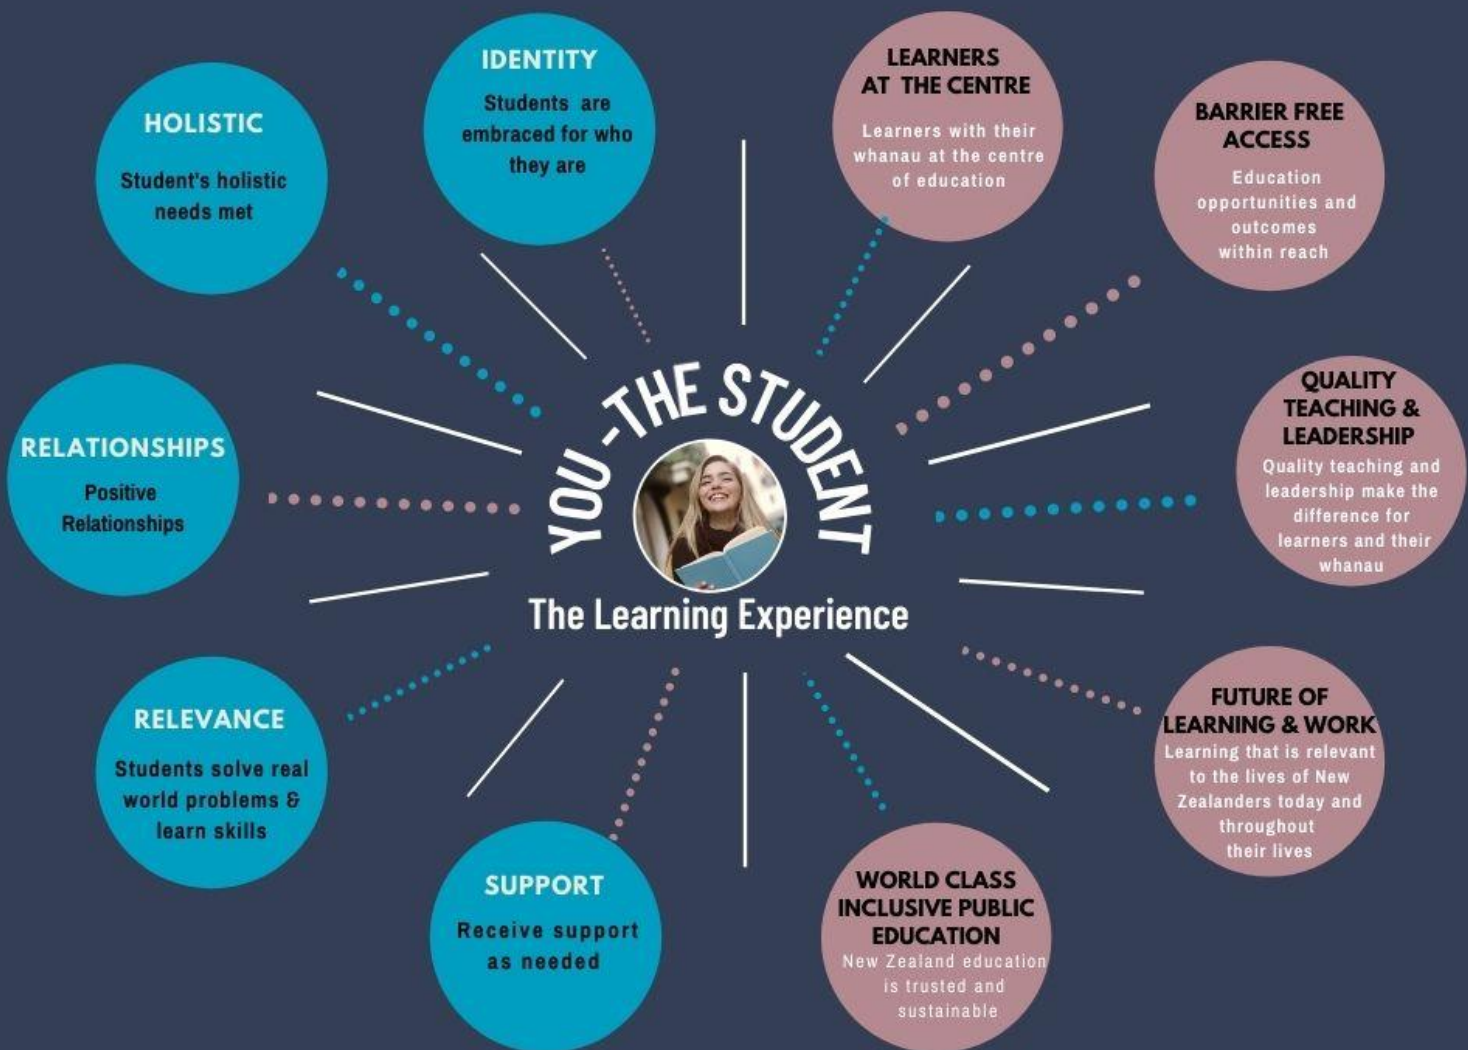 IDENTITY
Students are
embraced for who
they are
LEARNERS
AT THE CENTRE
Learners with their
whanau at the centre
of education
HOLISTIC
Student's holistic
needs met
BARRIER FREE
ACCESS
Education
opportunities and
outcomes
within reach
RELATIONSHIPS
Positive
Relationships
YOU - THE STUDENT
The Learning Experience
QUALITY
TEACHING &
LEADERSHIP
Quality teaching and
leadership make the
difference for
learners and their
whanau
RELEVANCE
Students solve real
world problems &
learn skills
FUTURE OF
LEARNING & WORK
Learning that is relevant
to the lives of New
Zealanders today and
throughout
their lives
SUPPORT
Receive support
as needed
WORLD CLASS
INCLUSIVE PUBLIC
EDUCATION
New Zealand education
is trusted and
sustainable